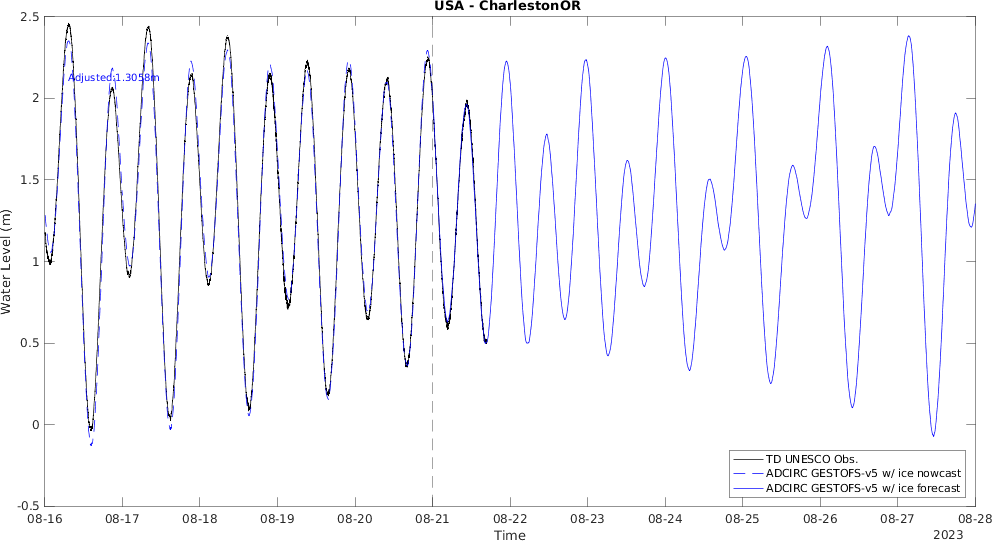 USA - CharlestonOR
Water Level (m)
2.5
2
1.5
1
0.5
0
-0.5
Adjusted:1.3058m
TD UNESCO Obs.
ADCIRC GESTOFS-v5 w/ ice nowcast
ADCIRC GESTOFS-v5 w/ ice forecast
08-16 08-17 08-18 08-19 08-20 08-21 08-22 08-23 08-24 08-25 08-26 08-27 08-28
Time
2023